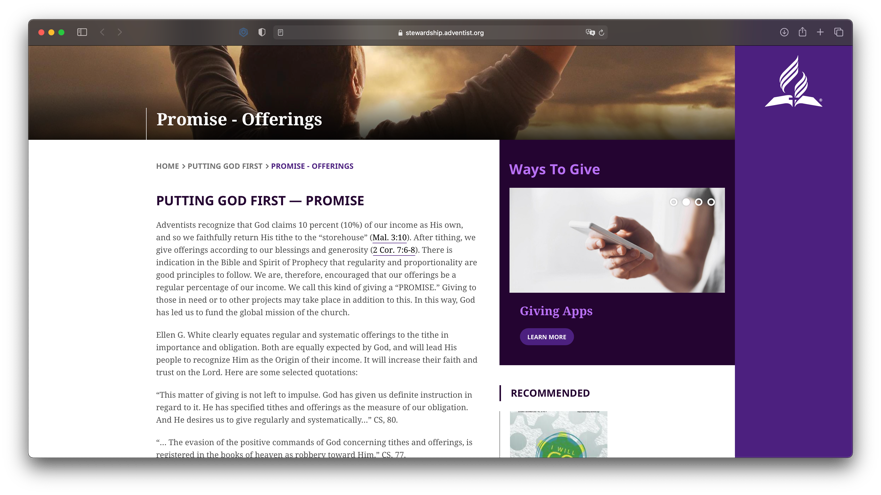 stewardship.adventist.org
Promise - Offerings
HOME > PUTTING GOD FIRST > PROMISE - OFFERINGS
PUTTING GOD FIRST — PROMISE
Adventists recognize that God claims 10 percent (10%) of our income as His own,
and so we faithfully return His tithe to the “storehouse” (Mal. 3:10). After tithing, we
give offerings according to our blessings and generosity (2 Cor. 7:6-8). There is
indication in the Bible and Spirit of Prophecy that regularity and proportionality are
good principles to follow. We are, therefore, encouraged that our offerings be a
regular percentage of our income. We call this kind of giving a “PROMISE.” Giving to
those in need or to other projects may take place in addition to this. In this way, God
has led us to fund the global mission of the church.
Ellen G. White clearly equates regular and systematic offerings to the tithe in
importance and obligation. Both are equally expected by God, and will lead His
people to recognize Him as the Origin of their income. It will increase their faith and
trust on the Lord. Here are some selected quotations:
“This matter of giving is not left to impulse. God has given us definite instruction in
regard to it. He has specified tithes and offerings as the measure of our obligation.
And He desires us to give regularly and systematically...” CS, 80.
“... The evasion of the positive commands of God concerning tithes and offerings, is
registered in the books of heaven as robbery toward Him.” CS, 77.
Ways To Give
Giving Apps
LEARN MORE
RECOMMENDED
I WILL
GO